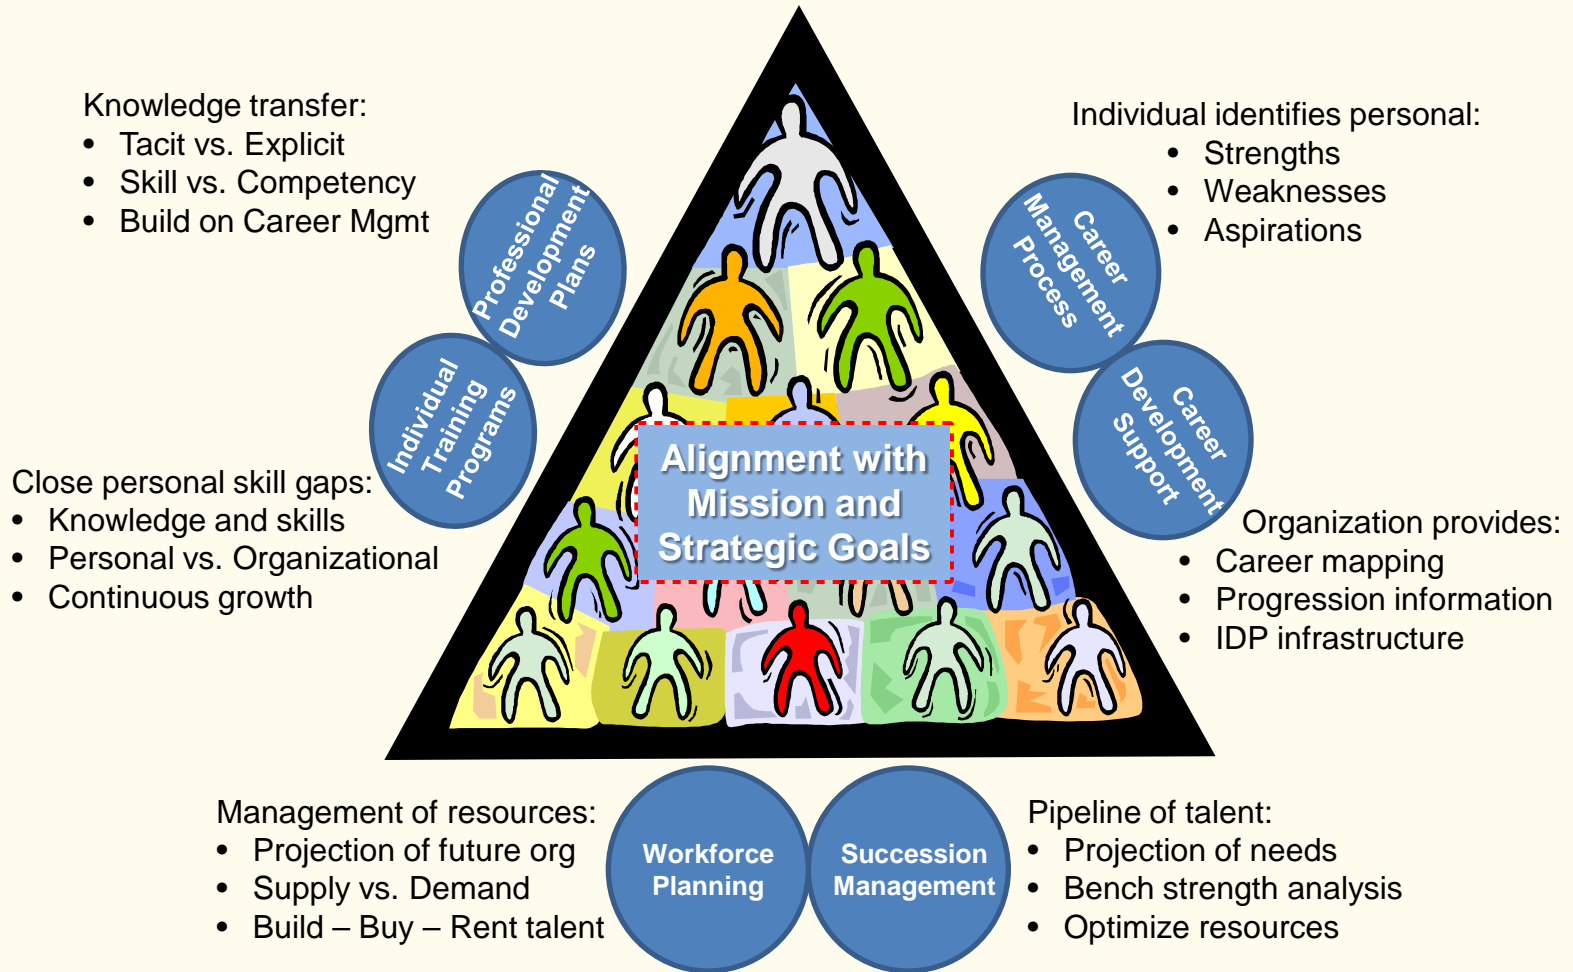 Knowledge transfer:
• Tacit vs. Explicit
• Skill vs. Competency
• Build on Career Mgmt
Professional
Development
Plans
Individual
Training
Programs
Close personal skill gaps:
• Knowledge and skills
• Personal vs. Organizational
• Continuous growth
Alignment with
Mission and
Strategic Goals
Individual identifies personal:
• Strengths
• Weaknesses
• Aspirations
Career
Management
Process
Career
Development
Support
Organization provides:
• Career mapping
• Progression information
• IDP infrastructure
Management of resources:
• Projection of future org
• Supply vs. Demand
• Build – Buy – Rent talent
Workforce
Planning
Succession
Management
Pipeline of talent:
• Projection of needs
• Bench strength analysis
• Optimize resources